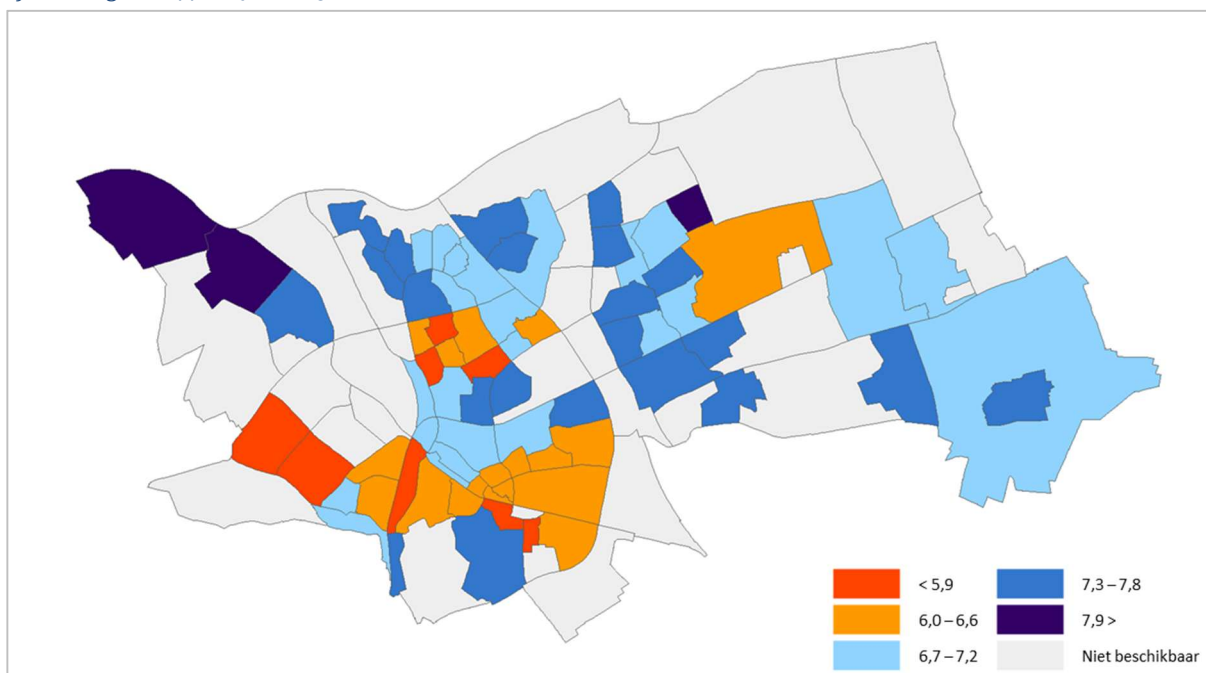 < 5,9
6,0 – 6,6
6,7 – 7,2
7,3 – 7,8
7,9 >
Niet beschikbaar